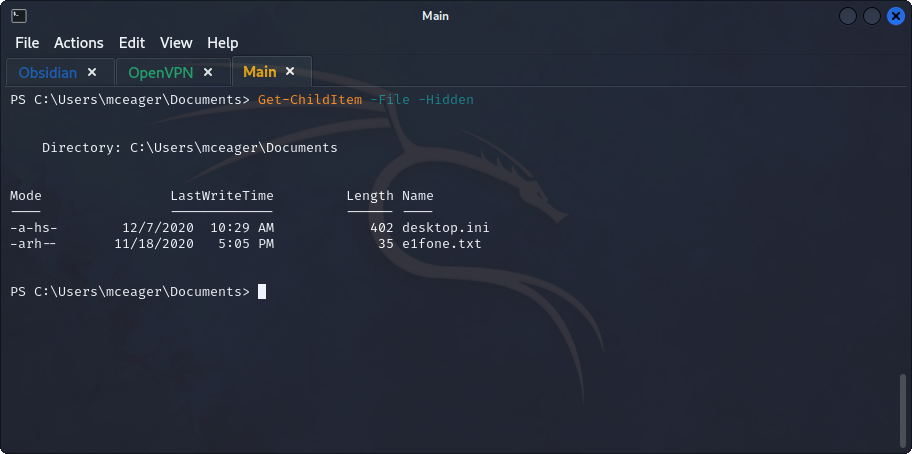 Main
File Actions Edit View Help
Obsidian × OpenVPN × Main ×
PS C:\Users\mceager\Documents> Get-ChildItem -File -Hidden
Directory: C:\Users\mceager\Documents
Mode LastWriteTime Length Name
---- ------------- ------ ----
-a-hs- 12/7/2020 10:29 AM 402 desktop.ini
-arh-- 11/18/2020 5:05 PM 35 e1fone.txt
PS C:\Users\mceager\Documents>